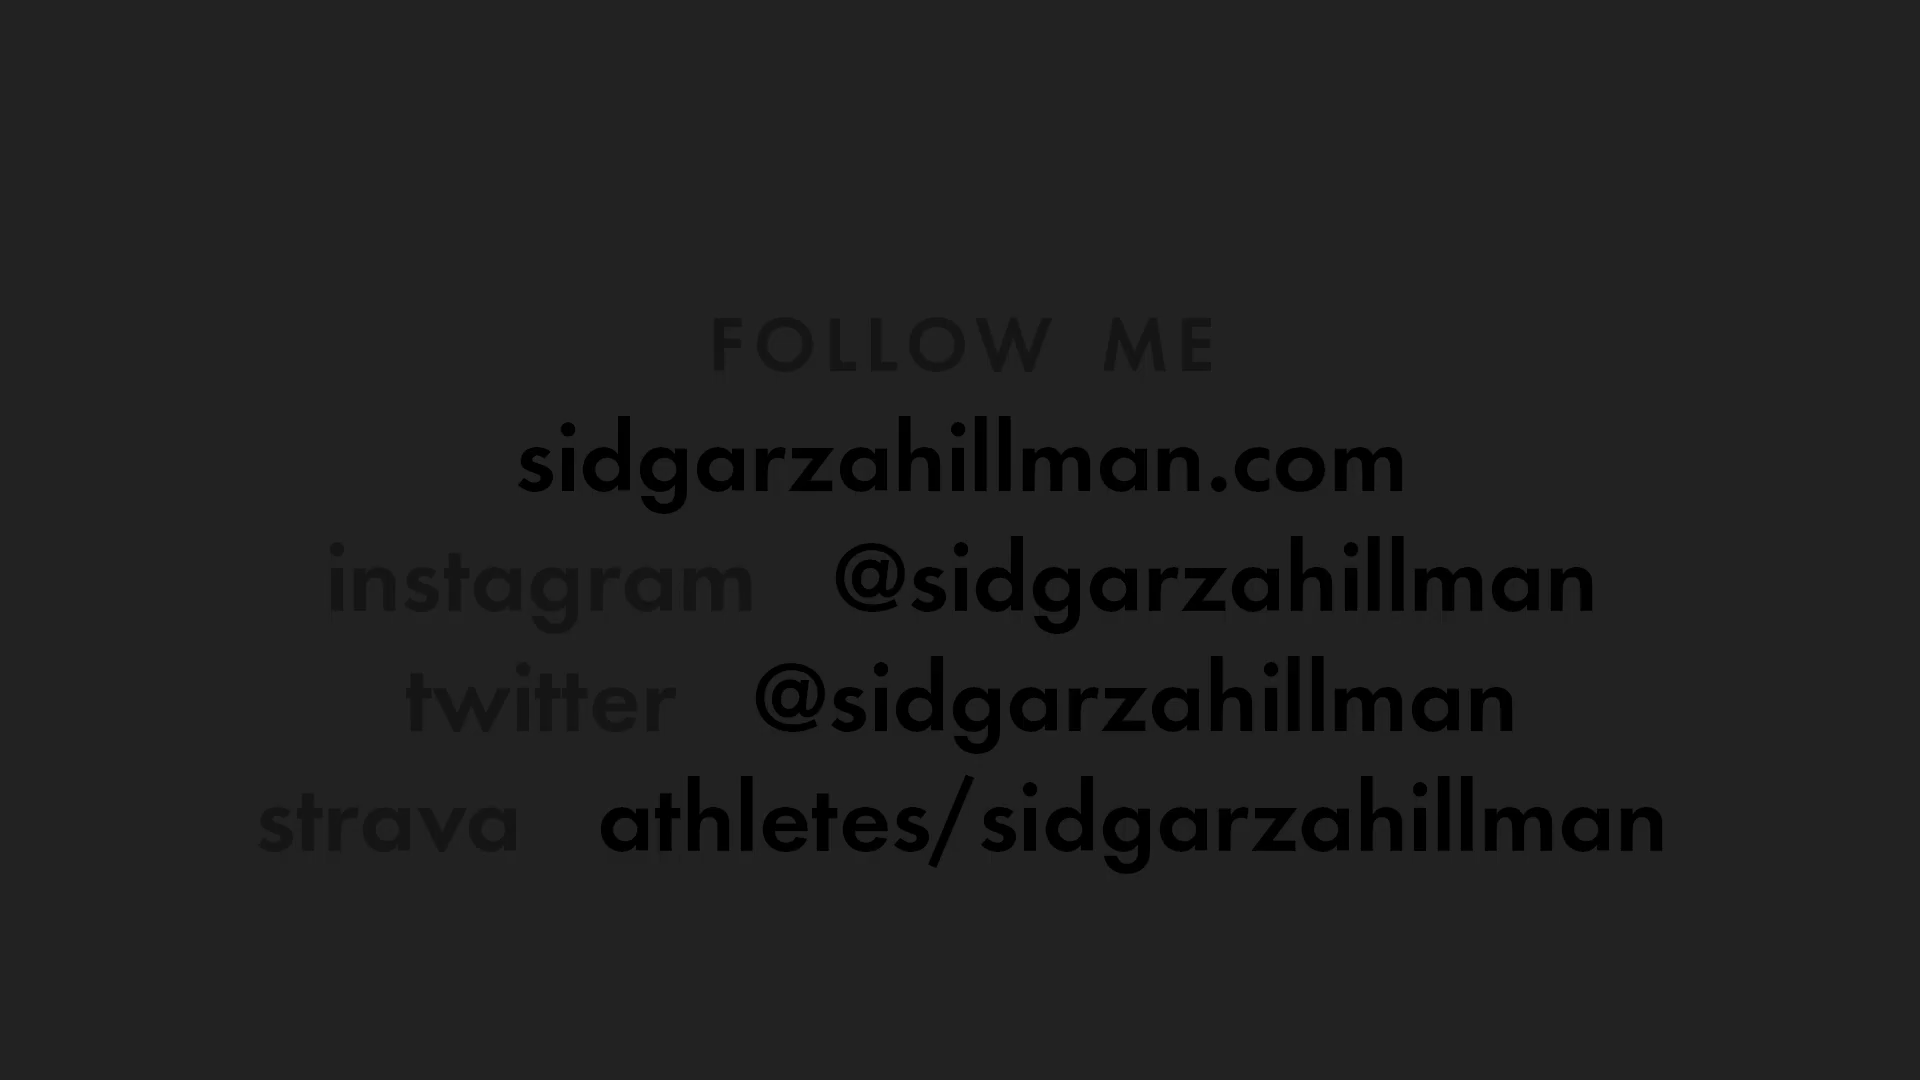 FOLLOW ME
sidgarzahillman.com
instagram @sidgarzahillman
twitter @sidgarzahillman
strava athletes/sidgarzahillman